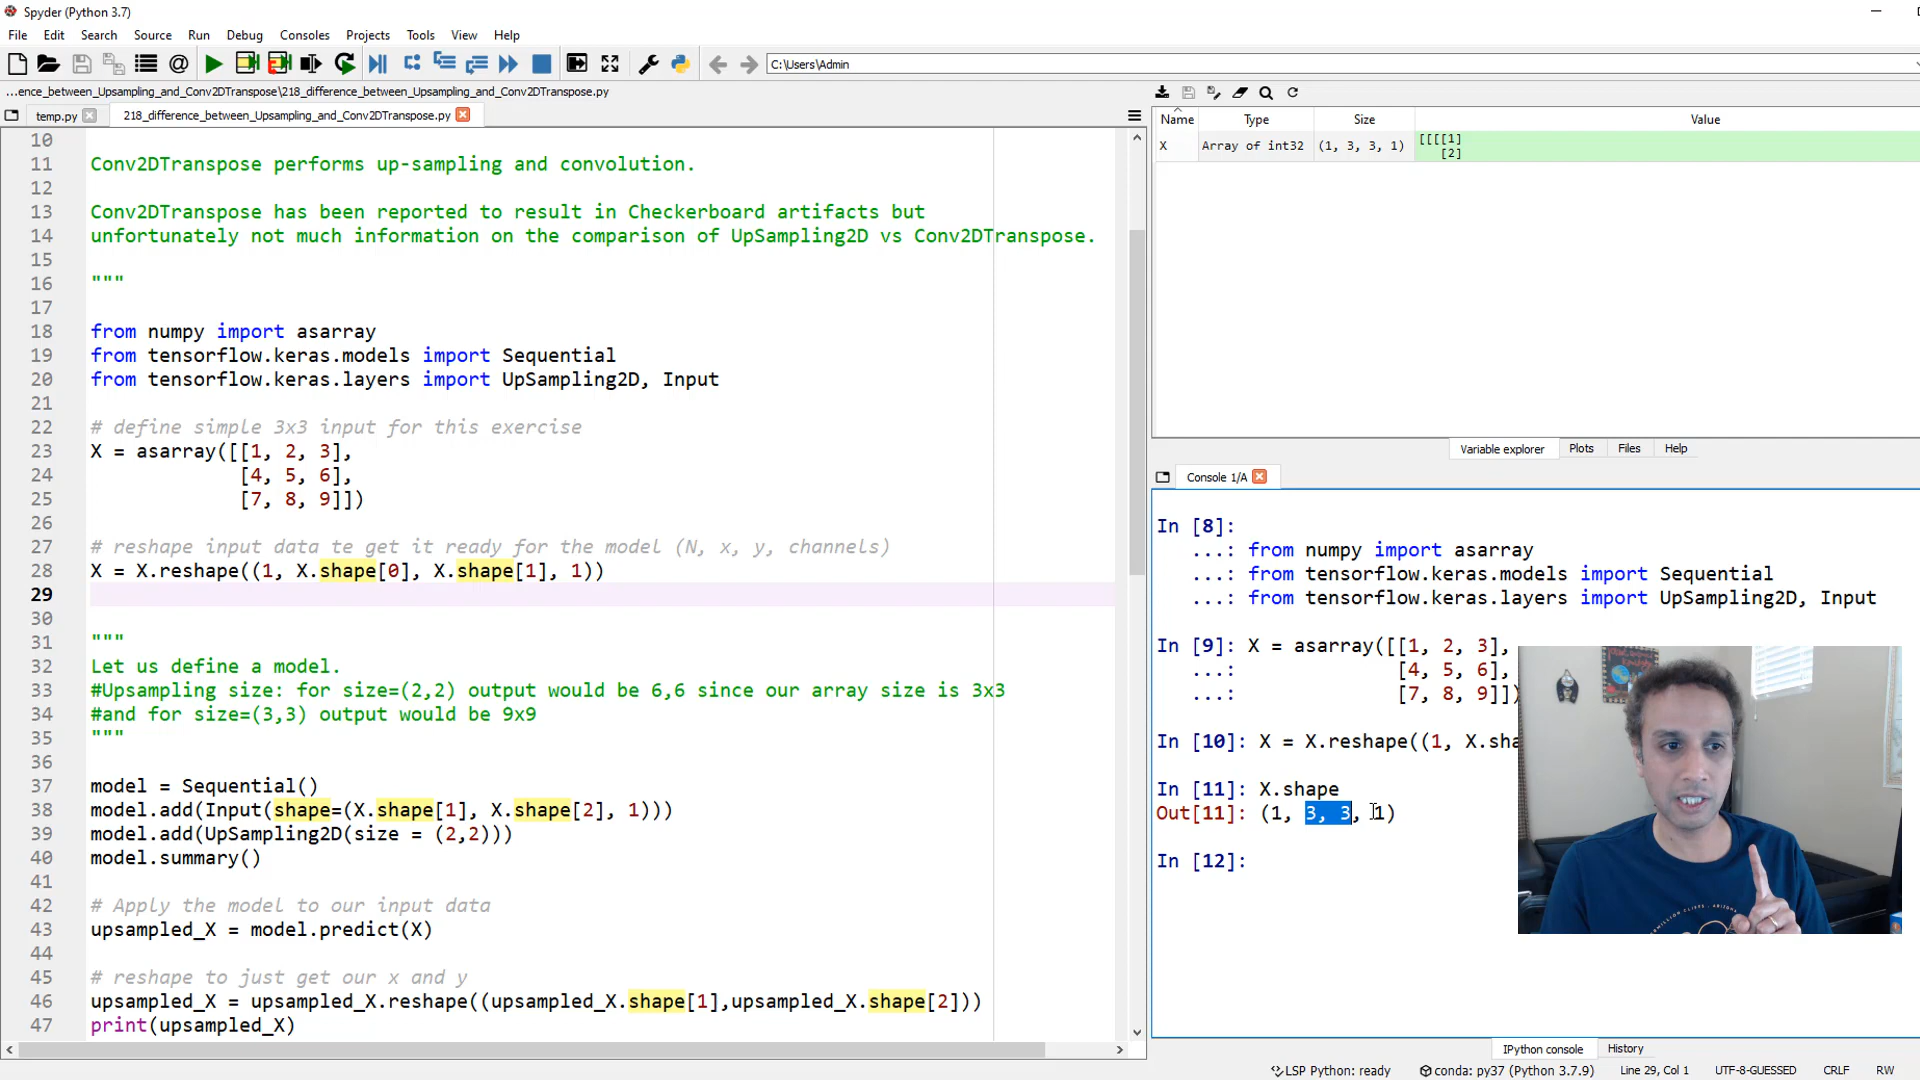 Spyder (Python 3.7)
File Edit Search Source Run Debug Consoles Projects Tools View Help
C:\Users\Admin
...ence_between_Upsampling_and_Conv2DTranspose\218_difference_between_Upsampling_and_Conv2DTranspose.py
temp.py 218_difference_between_Upsampling_and_Conv2DTranspose.py
10
11 Conv2DTranspose performs up-sampling and convolution.
12
13 Conv2DTranspose has been reported to result in Checkerboard artifacts but
14 unfortunately not much information on the comparison of UpSampling2D vs Conv2DTranspose.
15
16 """
17
18 from numpy import asarray
19 from tensorflow.keras.models import Sequential
20 from tensorflow.keras.layers import UpSampling2D, Input
21
22 # define simple 3x3 input for this exercise
23 X = asarray([[1, 2, 3],
24 [4, 5, 6],
25 [7, 8, 9]])
26
27 # reshape input data te get it ready for the model (N, x, y, channels)
28 X = X.reshape((1, X.shape[0], X.shape[1], 1))
29
30
31 """
32 Let us define a model.
33 #Upsampling size: for size=(2,2) output would be 6,6 since our array size is 3x3
34 #and for size=(3,3) output would be 9x9
35 """
36
37 model = Sequential()
38 model.add(Input(shape=(X.shape[1], X.shape[2], 1)))
39 model.add(UpSampling2D(size = (2,2)))
40 model.summary()
41
42 # Apply the model to our input data
43 upsampled_X = model.predict(X)
44
45 # reshape to just get our x and y
46 upsampled_X = upsampled_X.reshape((upsampled_X.shape[1],upsampled_X.shape[2]))
47 print(upsampled_X)
Name Type Size Value
X Array of int32 (1, 3, 3, 1) [[[[1]
[2]
Variable explorer Plots Files Help
Console 1/A
In [8]:
...: from numpy import asarray
...: from tensorflow.keras.models import Sequential
...: from tensorflow.keras.layers import UpSampling2D, Input
In [9]: X = asarray([[1, 2, 3],
...: [4, 5, 6],
...: [7, 8, 9]])
In [10]: X = X.reshape((1, X.sha
In [11]: X.shape
Out[11]: (1, 3, 3, 1)
In [12]:
IPython console History
LSP Python: ready conda: py37 (Python 3.7.9) Line 29, Col 1 UTF-8-GUESSED CRLF RW